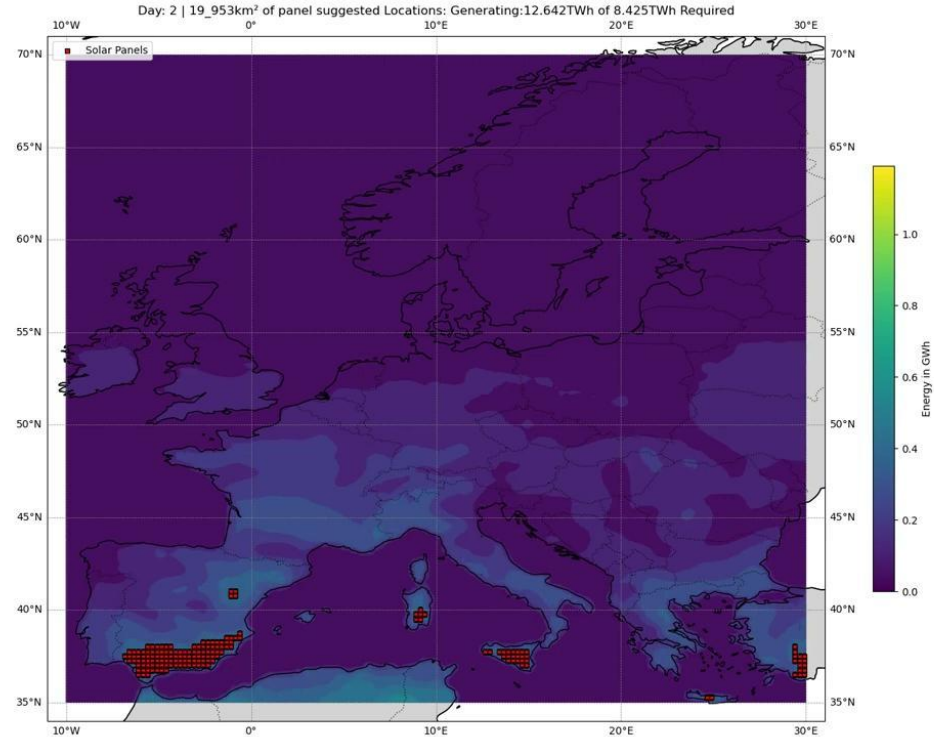 Day: 2 | 19_953km² of panel suggested Locations: Generating:12.642TWh of 8.425TWh Required
10°W 0° 10°E 20°E 30°E
Solar Panels
70°N 70°N
65°N 65°N
60°N 60°N
55°N 55°N
50°N 50°N
45°N 45°N
40°N 40°N
35°N 35°N
10°W 0° 10°E 20°E 30°E
1.0
0.8
0.6
0.4
0.2
0.0
Energy in GWh